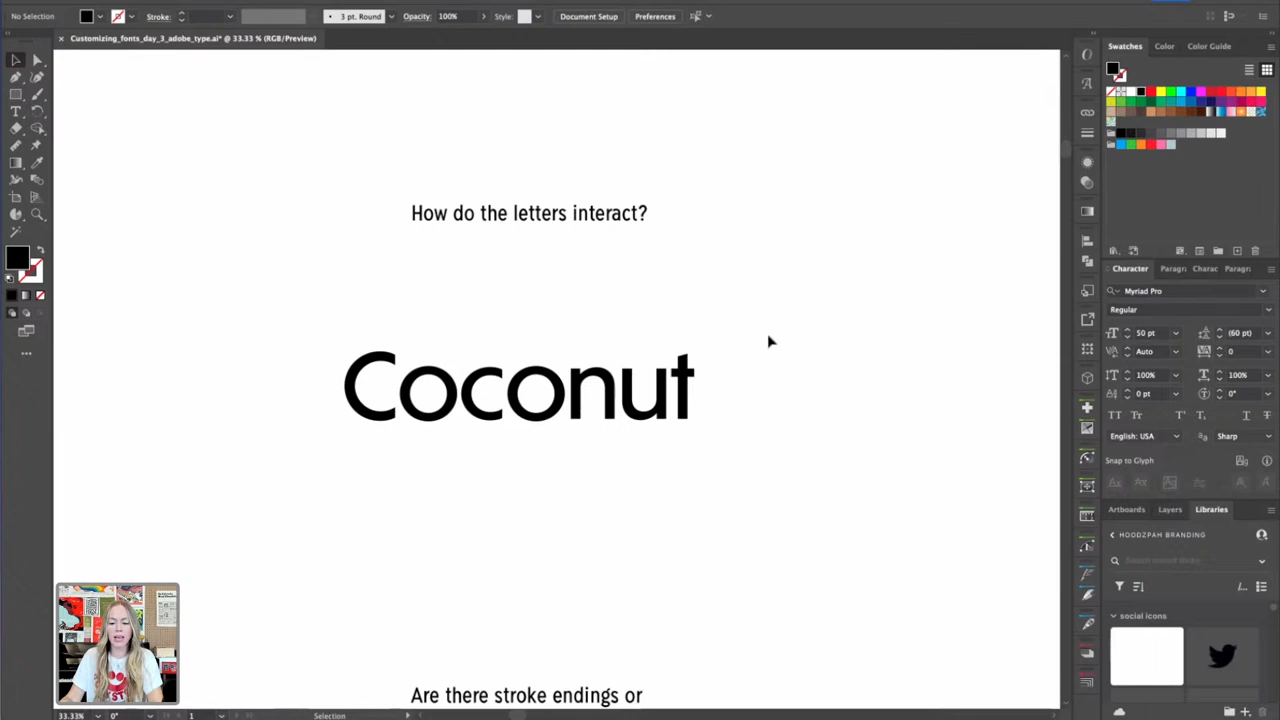 No Selection
Stroke:
3 pt. Round
Opacity: 100%
Style:
Document Setup
Preferences
Customizing_fonts_day_3_adobe_type.ai* @ 33.33 % (RGB/Preview)
Swatches Color Color Guide
How do the letters interact?
Coconut
Are there stroke endings or
Character Paragr Charac Paragr
Myriad Pro
Regular
50 pt (60 pt)
Auto 0
100% 100%
0 pt 0°
English: USA Sharp
Snap to Glyph
Artboards Layers Libraries
HOODZPAH BRANDING
social icons
33.33% 0° 1 Selection